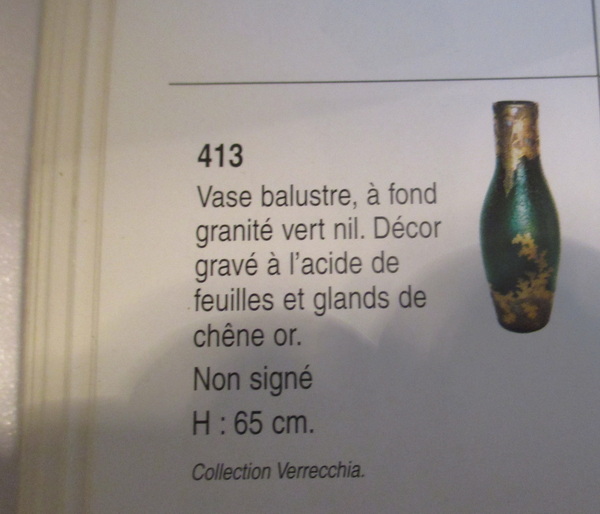 413
Vase balustre, à fond
granité vert nil. Décor
gravé à l'acide de
feuilles et glands de
chêne or.
Non signé
H : 65 cm.
Collection Verrecchia.